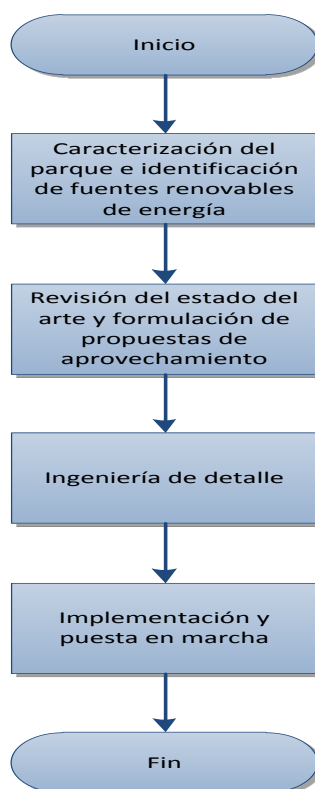 Inicio
Caracterización del
parque e identificación
de fuentes renovables
de energía
Revisión del estado del
arte y formulación de
propuestas de
aprovechamiento
Ingeniería de detalle
Implementación y
puesta en marcha
Fin